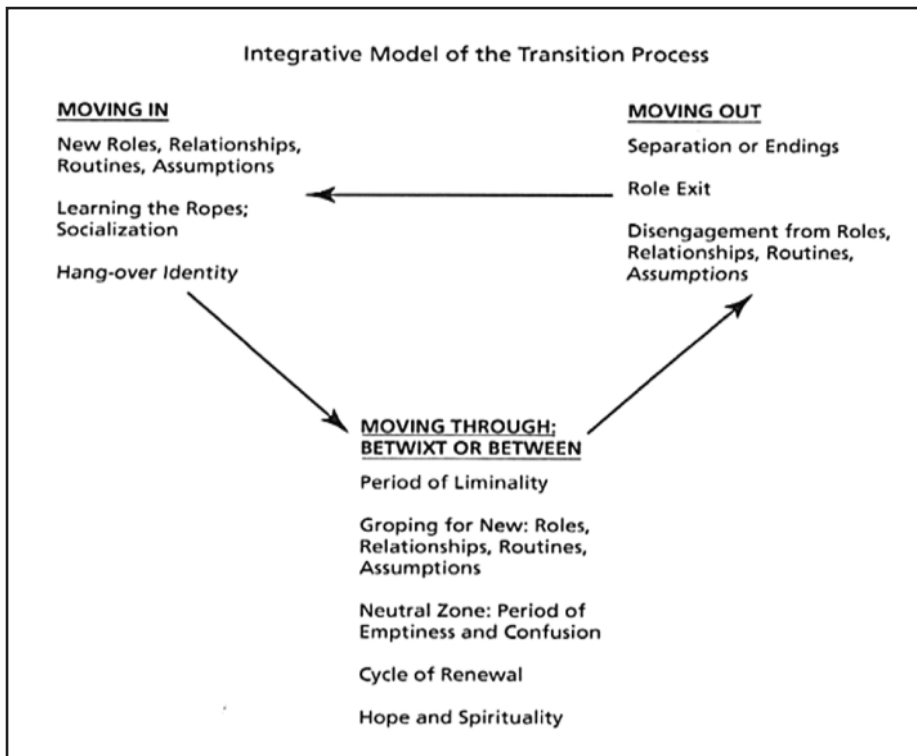 Integrative Model of the Transition Process
MOVING IN
New Roles, Relationships,
Routines, Assumptions
Learning the Ropes;
Socialization
Hang-over Identity
MOVING OUT
Separation or Endings
Role Exit
Disengagement from Roles,
Relationships, Routines,
Assumptions
MOVING THROUGH;
BETWIXT OR BETWEEN
Period of Liminality
Groping for New: Roles,
Relationships, Routines,
Assumptions
Neutral Zone: Period of
Emptiness and Confusion
Cycle of Renewal
Hope and Spirituality